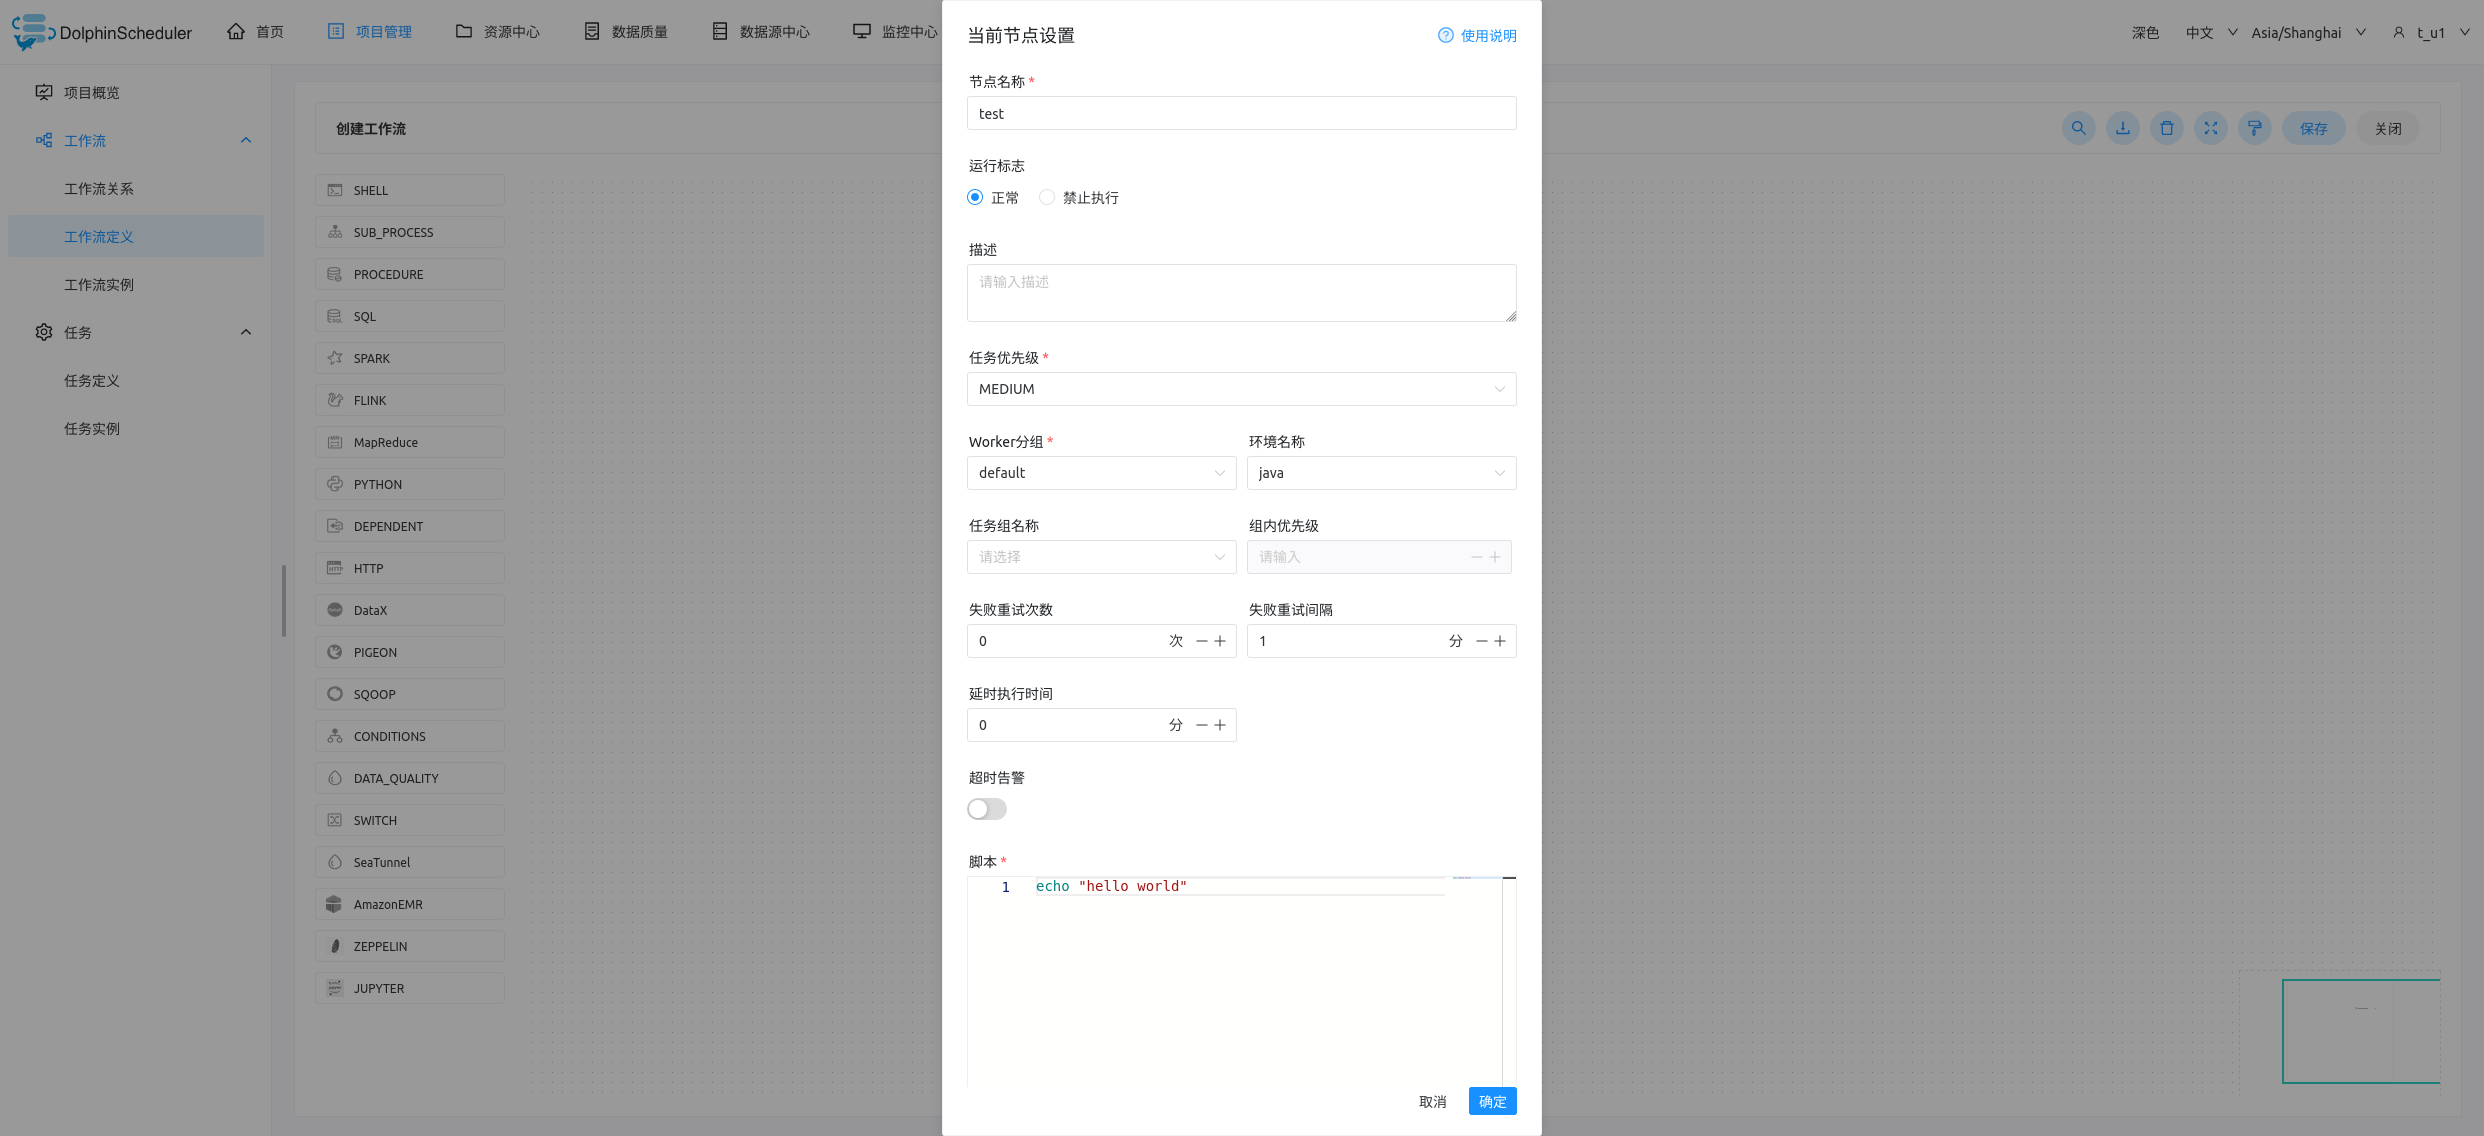 DolphinScheduler
首页
项目管理
资源中心
数据质量
数据源中心
监控中心
深色
中文
Asia/Shanghai
t_u1
项目概览
工作流
工作流关系
工作流定义
工作流实例
任务
任务定义
任务实例
创建工作流
保存
关闭
SHELL
SUB_PROCESS
PROCEDURE
SQL
SPARK
FLINK
MapReduce
PYTHON
DEPENDENT
HTTP
DataX
PIGEON
SQOOP
CONDITIONS
DATA_QUALITY
SWITCH
SeaTunnel
AmazonEMR
ZEPPELIN
JUPYTER
当前节点设置
使用说明
节点名称 *
test
运行标志
正常
禁止执行
描述
请输入描述
任务优先级 *
MEDIUM
Worker分组 *
环境名称
default
java
任务组名称
组内优先级
请选择
请输入
失败重试次数
失败重试间隔
0 次
1 分
延时执行时间
0 分
超时告警
脚本 *
1 echo "hello world"
取消
确定